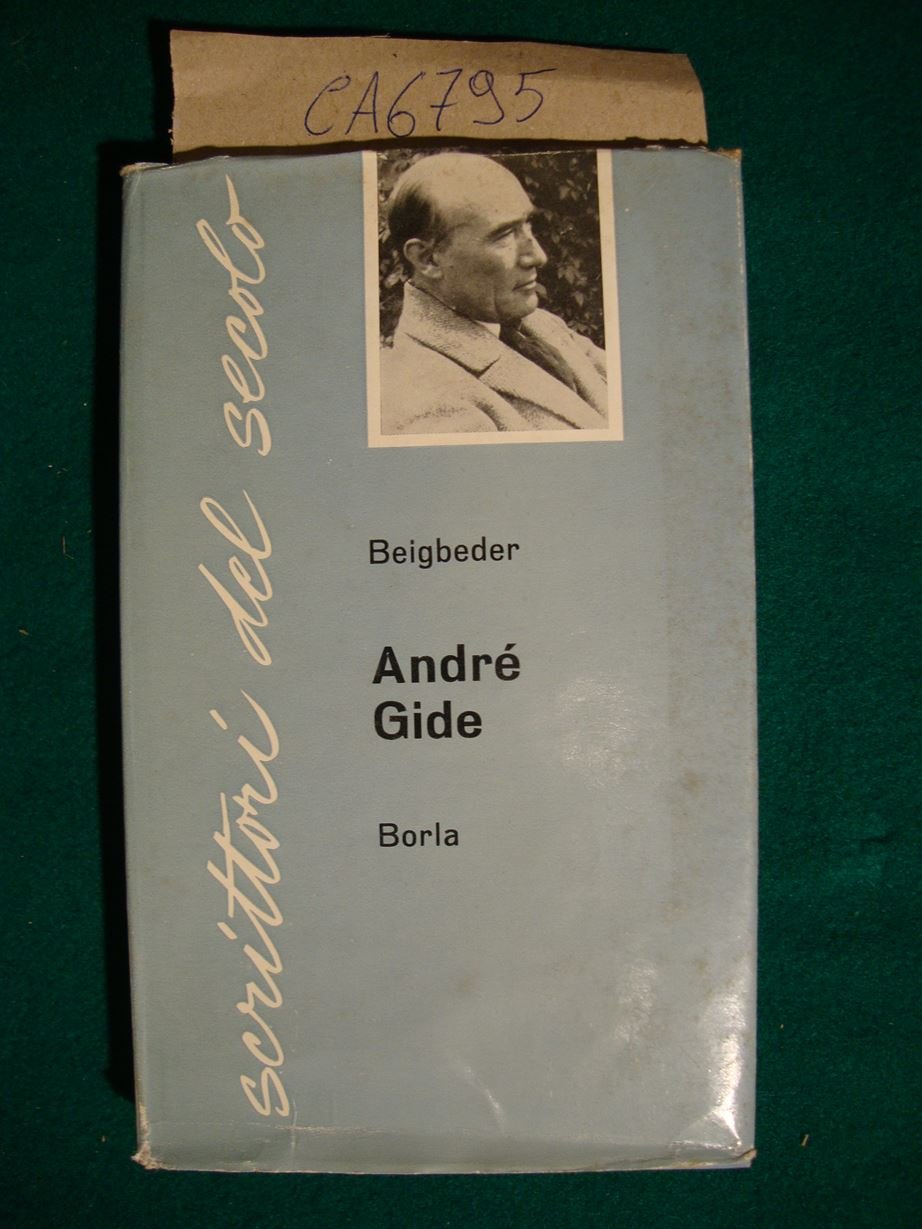 CA6795
scrittori del secolo
Beigbeder
André
Gide
Borla